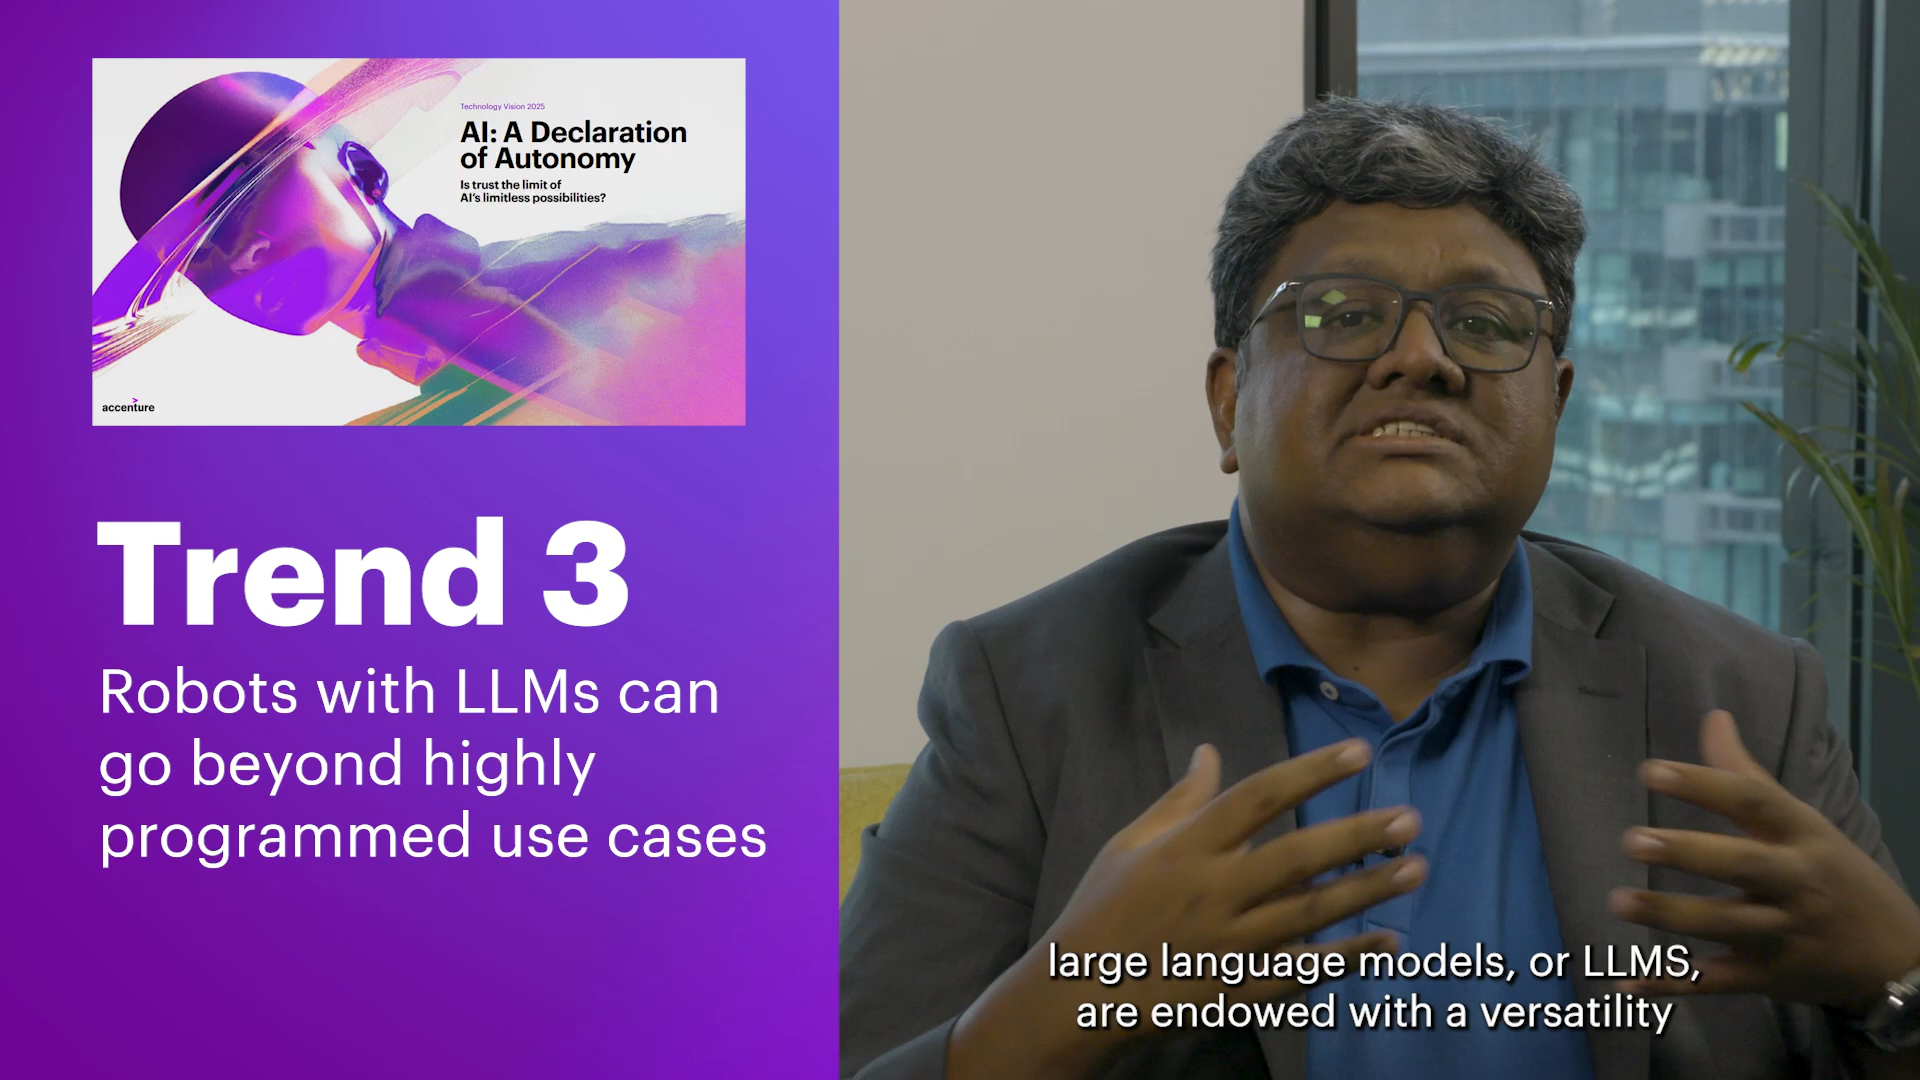 Technology Vision 2025
AI: A Declaration
of Autonomy
Is trust the limit of
AI's limitless possibilities?
accenture
Trend 3
Robots with LLMs can
go beyond highly
programmed use cases
large language models, or LLMS,
are endowed with a versatility